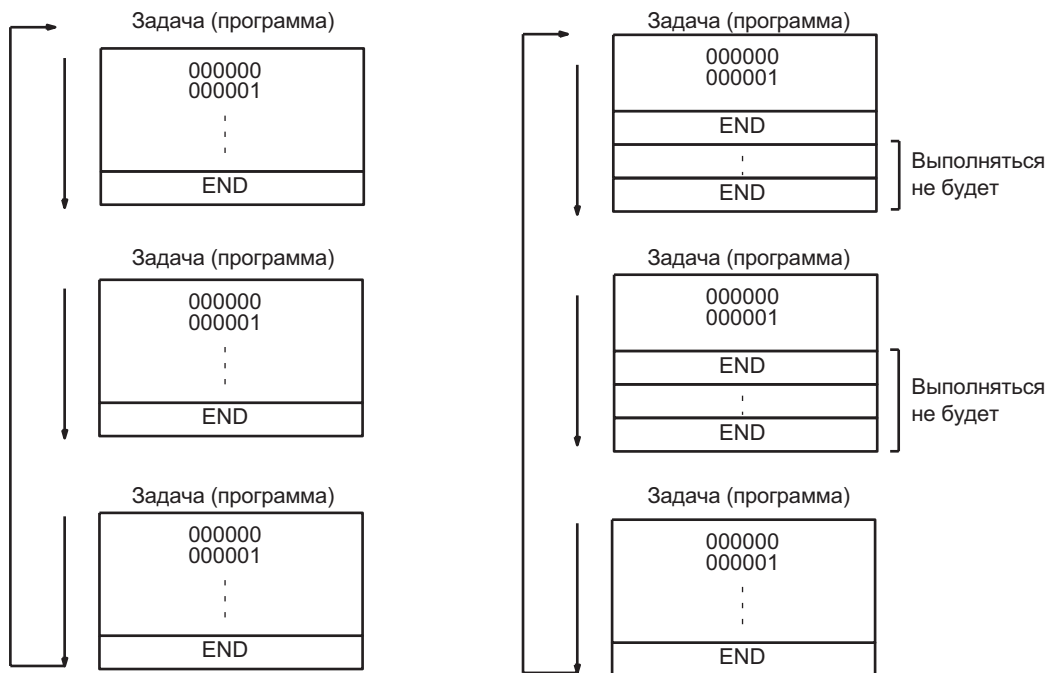 Задача (программа)
000000
000001
END
Задача (программа)
000000
000001
END
Задача (программа)
000000
000001
END
Задача (программа)
000000
000001
END
END
Выполняться
не будет
Задача (программа)
000000
000001
END
END
Выполняться
не будет
Задача (программа)
000000
000001
END